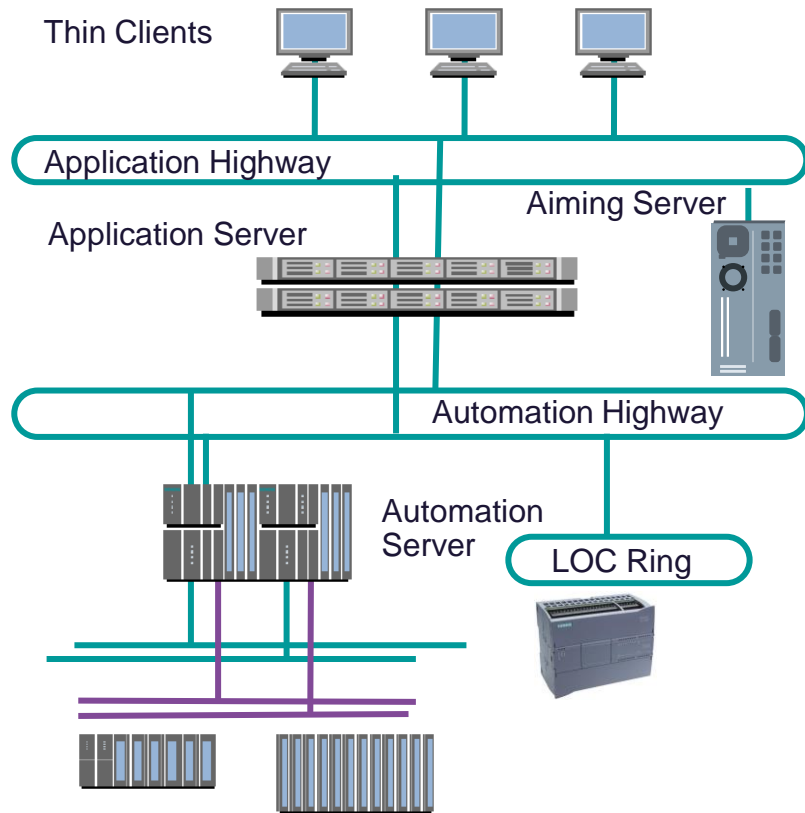 Thin Clients
Application Highway
Aiming Server
Application Server
Automation Highway
Automation
Server
LOC Ring